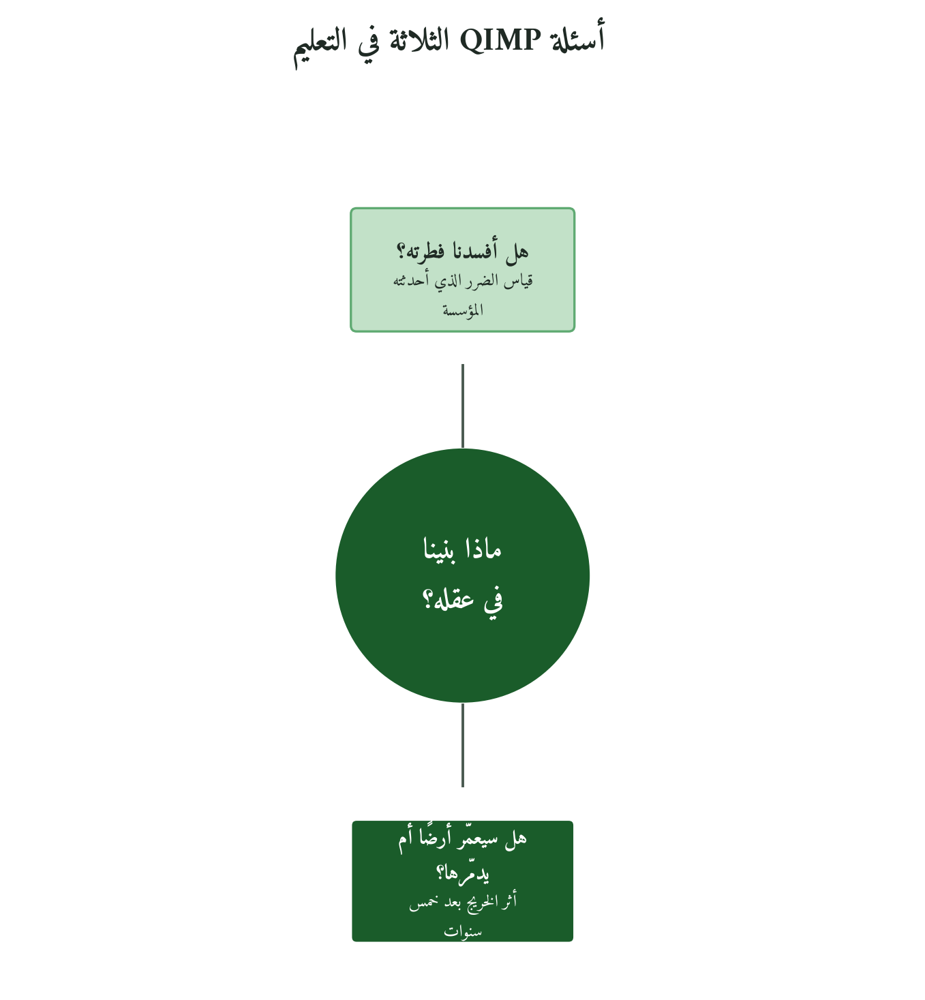 أسئلة QIMP الثلاثة في التعليم
هل أفسدنا فطرته؟
قياس الضرر الذي أحدثته
المؤسسة
ماذا بنينا
في عقله؟
هل سيعمّر أرضًا أم
يدمّرها؟
أثر الخريج بعد خمس
سنوات